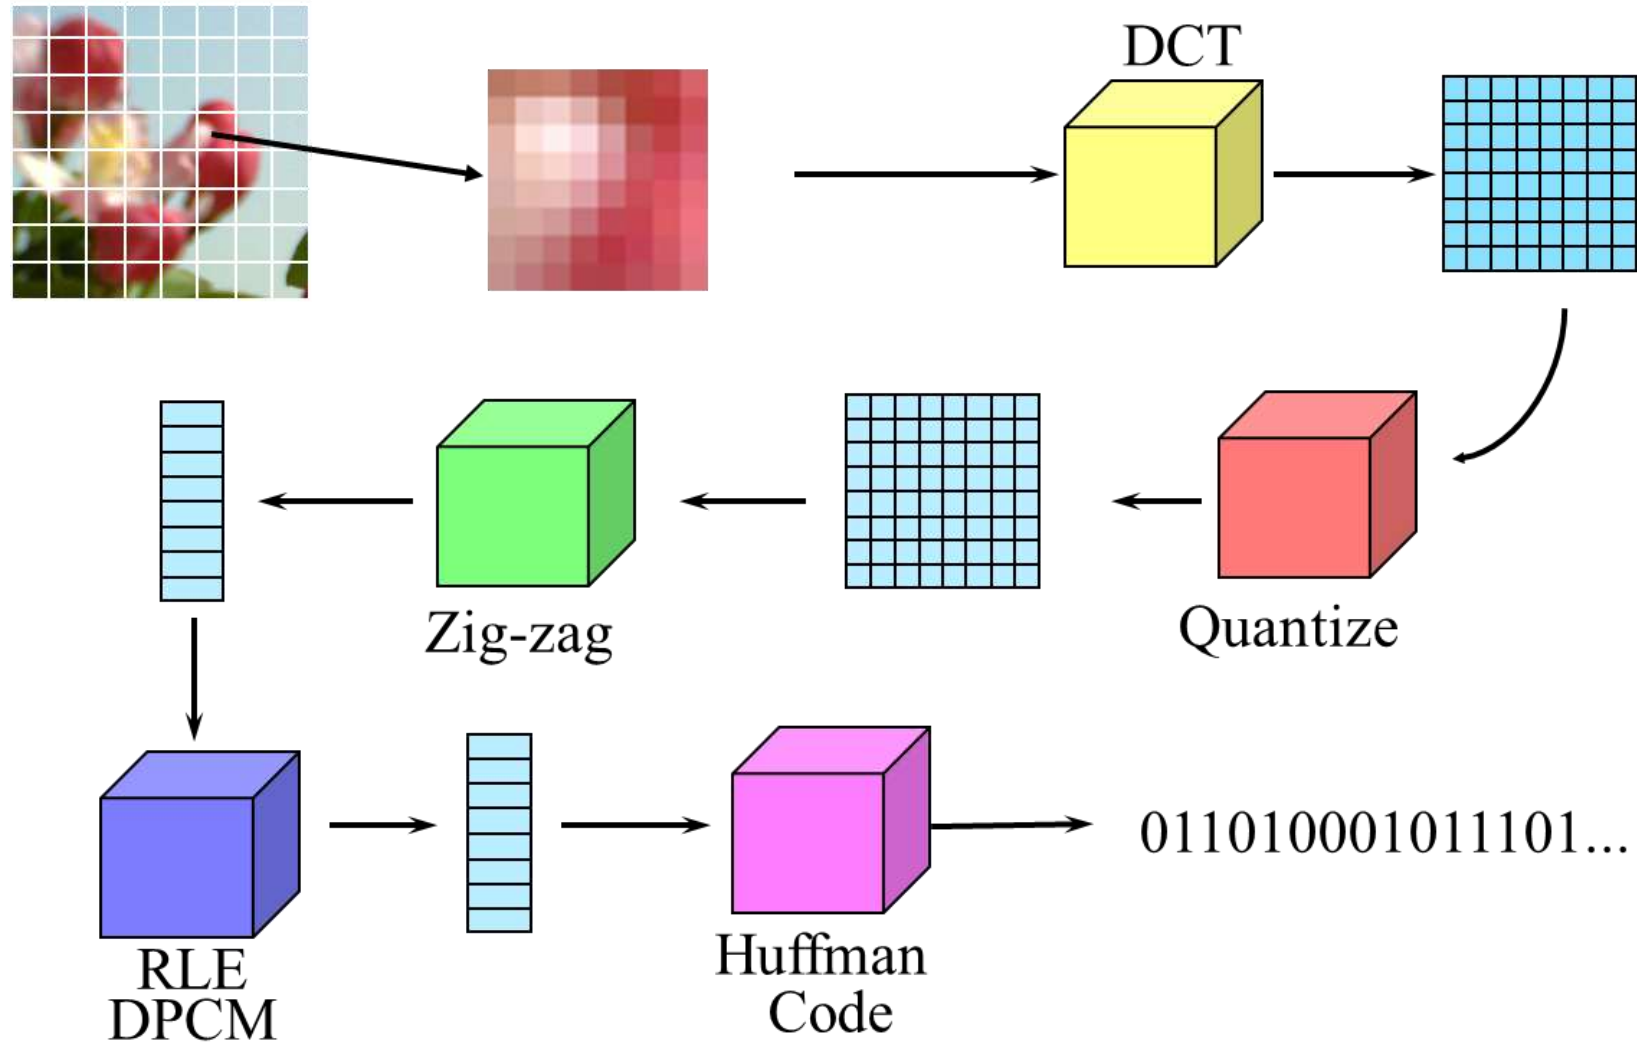 DCT
Quantize
Zig-zag
RLE
DPCM
Huffman
Code
011010001011101...